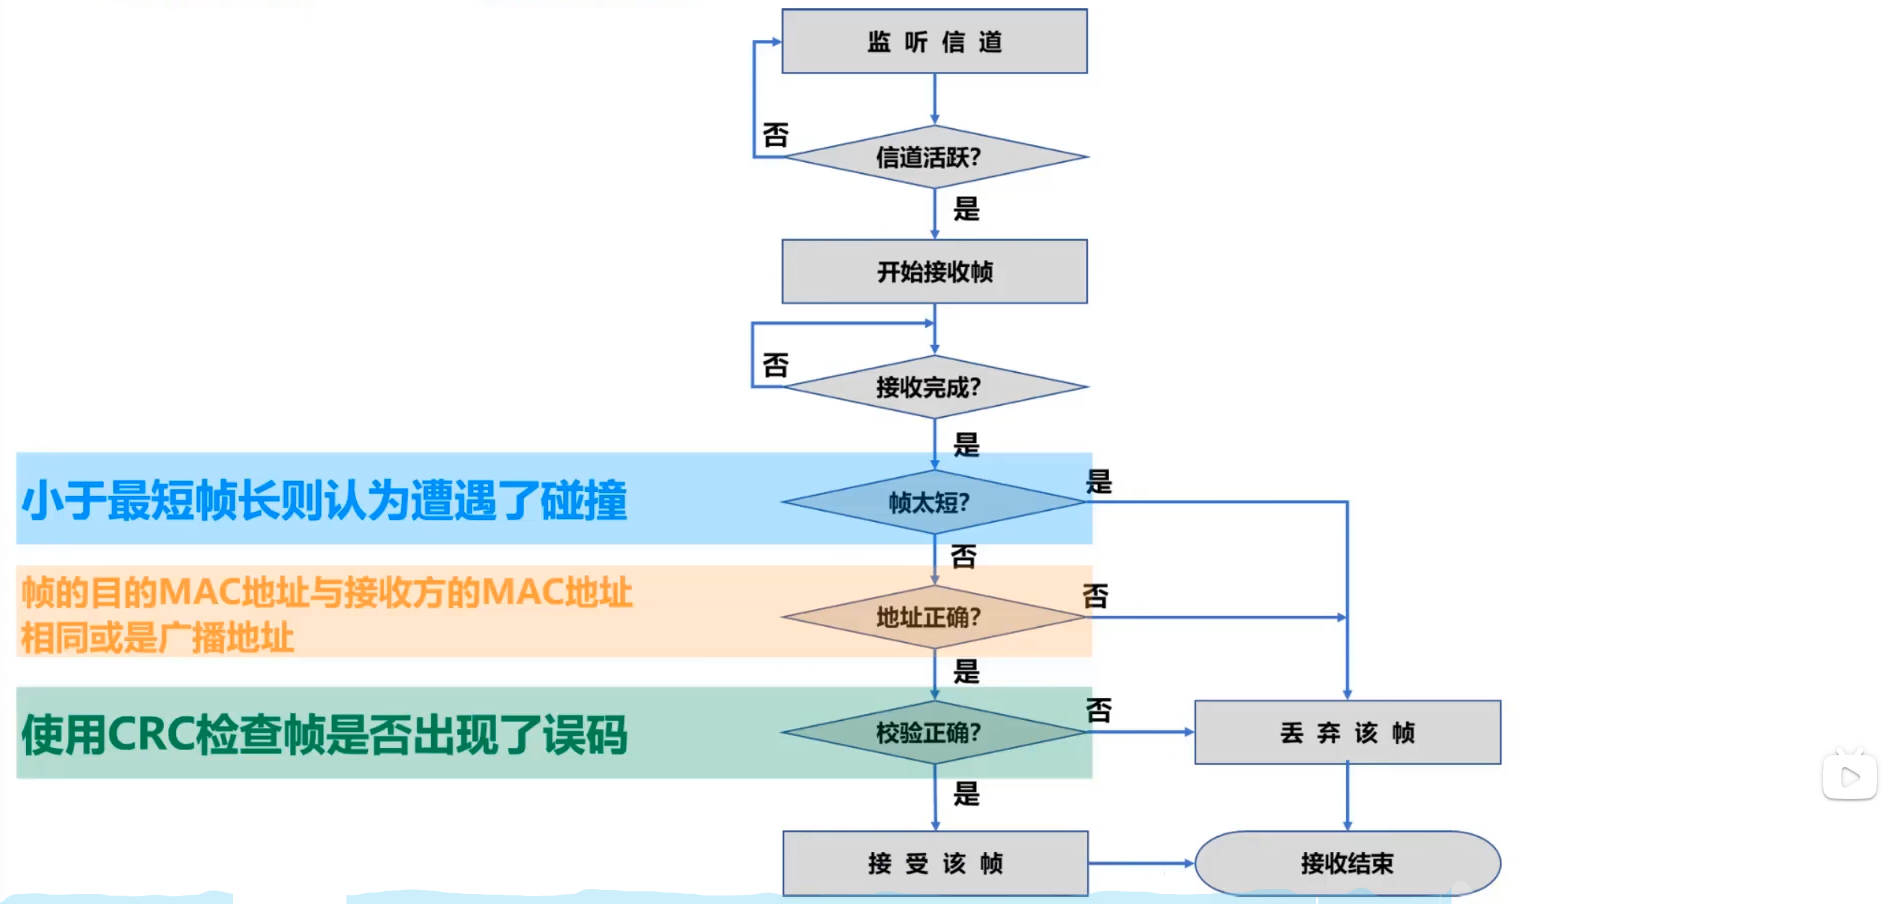 监 听 信 道
否
信道活跃?
是
开始接收帧
否
接收完成?
是
小于最短帧长则认为遭遇了碰撞
帧太短?
是
否
帧的目的MAC地址与接收方的MAC地址
相同或是广播地址
地址正确?
否
是
使用CRC检查帧是否出现了误码
校验正确?
否
丢 弃 该 帧
是
接 受 该 帧
接收结束